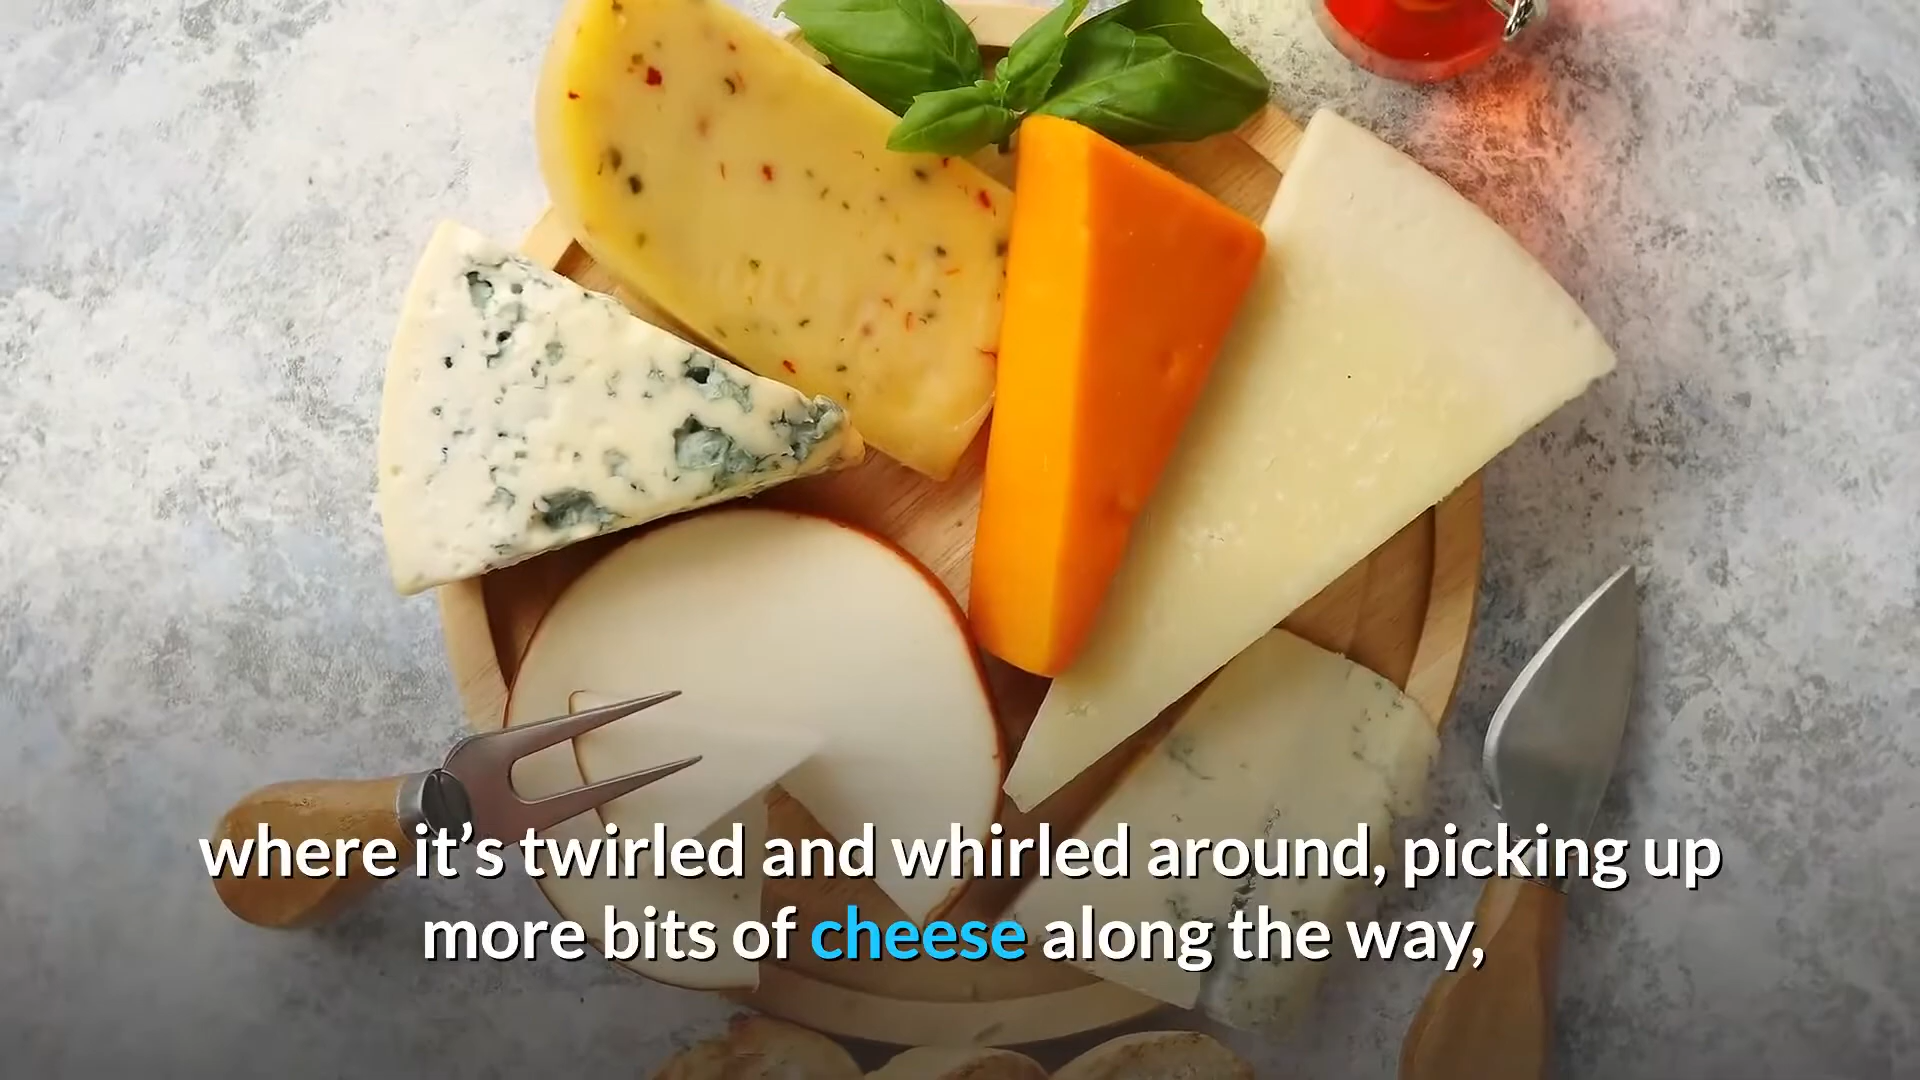 where it’s twirled and whirled around, picking up
more bits of cheese along the way,